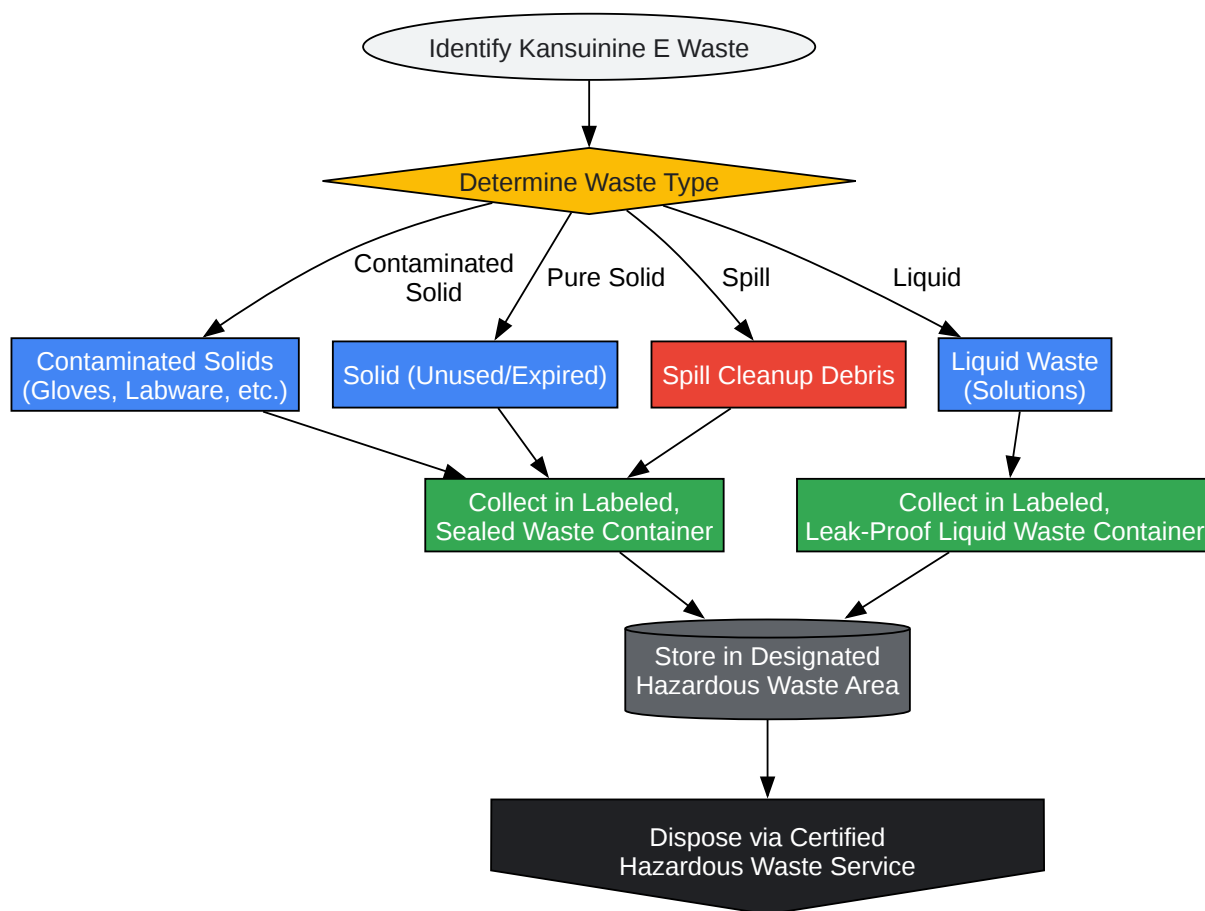 Identify Kansuinine E Waste
Determine Waste Type
Contaminated
Solid
Pure Solid
Spill
Liquid
Contaminated Solids
(Gloves, Labware, etc.)
Solid (Unused/Expired)
Spill Cleanup Debris
Liquid Waste
(Solutions)
Collect in Labeled,
Sealed Waste Container
Collect in Labeled,
Leak-Proof Liquid Waste Container
Store in Designated
Hazardous Waste Area
Dispose via Certified
Hazardous Waste Service